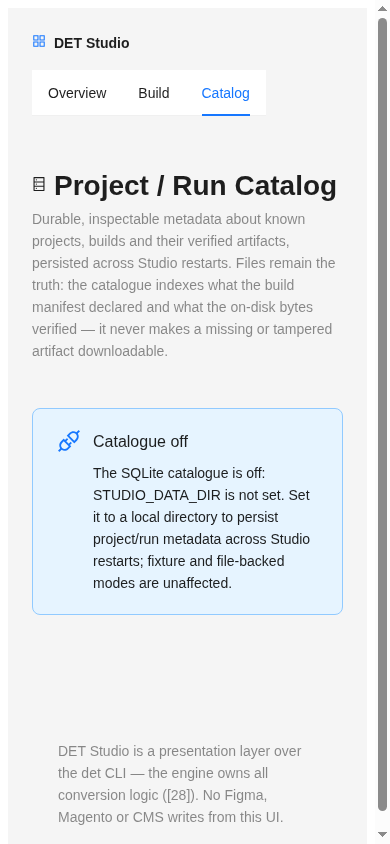 DET Studio
Overview Build Catalog
Project / Run Catalog
Durable, inspectable metadata about known
projects, builds and their verified artifacts,
persisted across Studio restarts. Files remain the
truth: the catalogue indexes what the build
manifest declared and what the on-disk bytes
verified — it never makes a missing or tampered
artifact downloadable.
Catalogue off
The SQLite catalogue is off:
STUDIO_DATA_DIR is not set. Set
it to a local directory to persist
project/run metadata across Studio
restarts; fixture and file-backed
modes are unaffected.
DET Studio is a presentation layer over
the det CLI — the engine owns all
conversion logic ([28]). No Figma,
Magento or CMS writes from this UI.